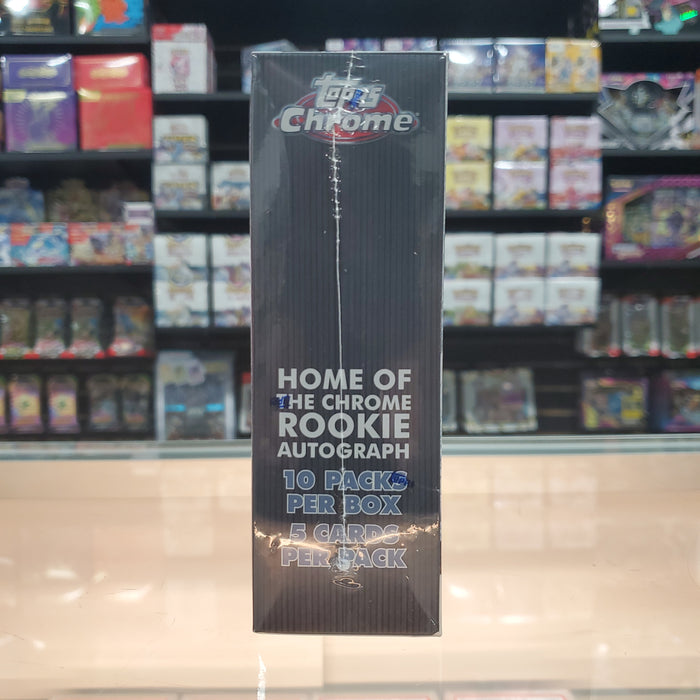 Topps
Chrome
HOME OF
THE CHROME
ROOKIE
AUTOGRAPH
10 PACKS
PER BOX
5 CARDS
PER PACK